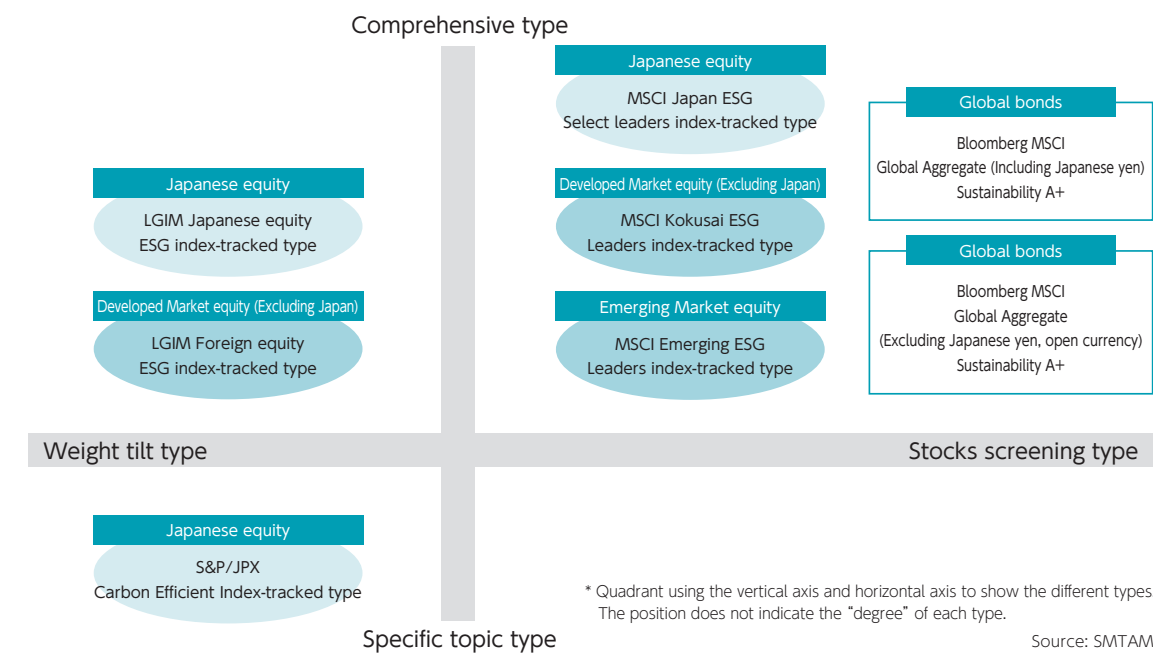 Comprehensive type
Japanese equity
MSCI Japan ESG
Select leaders index-tracked type
Global bonds
Bloomberg MSCI
Global Aggregate (Including Japanese yen)
Sustainability A+
Japanese equity
LGIM Japanese equity
ESG index-tracked type
Developed Market equity (Excluding Japan)
MSCI Kokusai ESG
Leaders index-tracked type
Global bonds
Bloomberg MSCI
Global Aggregate
(Excluding Japanese yen, open currency)
Sustainability A+
Developed Market equity (Excluding Japan)
LGIM Foreign equity
ESG index-tracked type
Emerging Market equity
MSCI Emerging ESG
Leaders index-tracked type
Weight tilt type
Stocks screening type
Japanese equity
S&P/JPX
Carbon Efficient Index-tracked type
Specific topic type
* Quadrant using the vertical axis and horizontal axis to show the different types
The position does not indicate the “degree” of each type.
Source: SMTAM